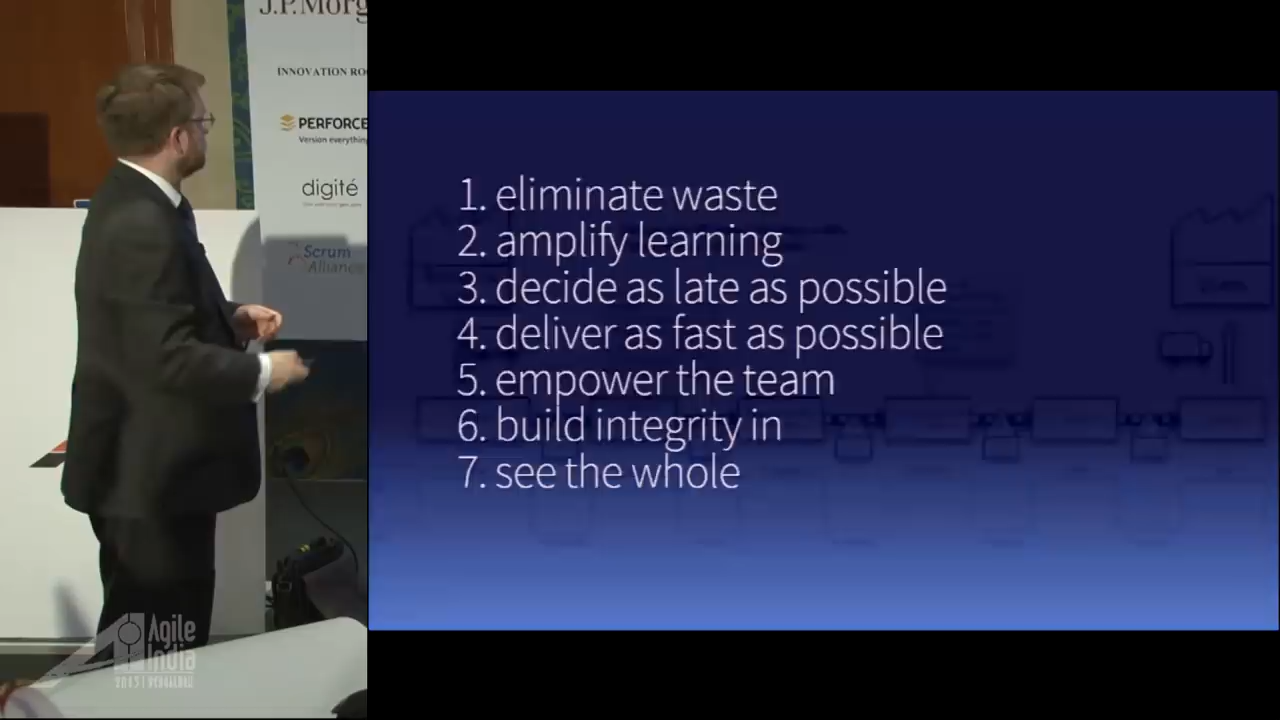 J.P.Morg
INNOVATION RO
PERFORCE
Version everything
digité
Scrum
Alliance
1. eliminate waste
2. amplify learning
3. decide as late as possible
4. deliver as fast as possible
5. empower the team
6. build integrity in
7. see the whole
Agile
India